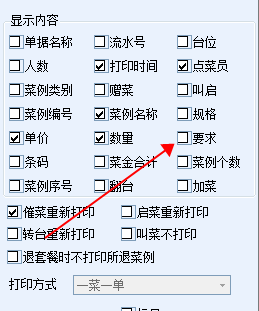 显示内容
单据名称 流水号 台位
人数 打印时间 点菜员
菜例类别 赠菜 叫启
菜例编号 菜例名称 规格
单价 数量 要求
条码 菜金合计 菜例个数
菜例序号 翻台 加菜
催菜重新打印 启菜重新打印
转台重新打印 叫菜不打印
退套餐时不打印所退菜例
打印方式 一菜一单